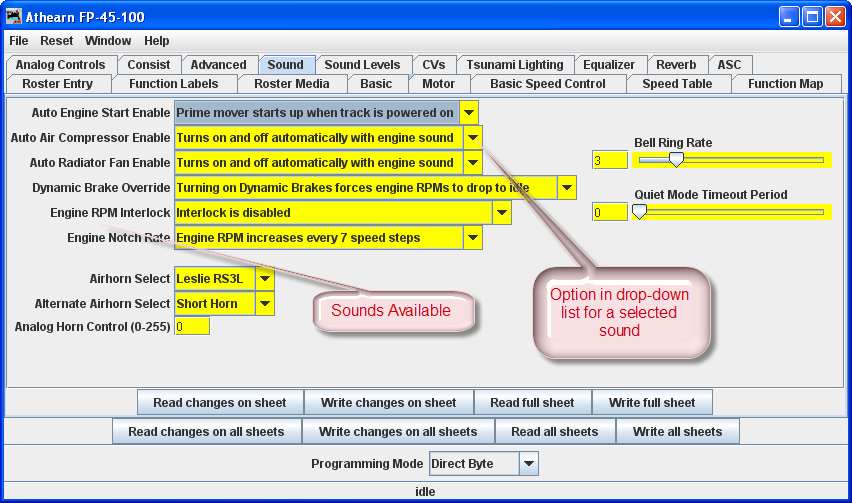 Athearn FP-45-100
File Reset Window Help
Analog Controls Consist Advanced Sound Sound Levels CVs Tsunami Lighting Equalizer Reverb ASC
Roster Entry Function Labels Roster Media Basic Motor Basic Speed Control Speed Table Function Map
Auto Engine Start Enable Prime mover starts up when track is powered on
Auto Air Compressor Enable Turns on and off automatically with engine sound
Auto Radiator Fan Enable Turns on and off automatically with engine sound
Dynamic Brake Override Turning on Dynamic Brakes forces engine RPMs to drop to idle
Engine RPM Interlock Interlock is disabled
Engine Notch Rate Engine RPM increases every 7 speed steps
Bell Ring Rate
3
Quiet Mode Timeout Period
0
Airhorn Select Leslie RS3L
Alternate Airhorn Select Short Horn
Analog Horn Control (0-255) 0
Sounds Available
Option in drop-down
list for a selected
sound
Read changes on sheet Write changes on sheet Read full sheet Write full sheet
Read changes on all sheets Write changes on all sheets Read all sheets Write all sheets
Programming Mode Direct Byte
idle